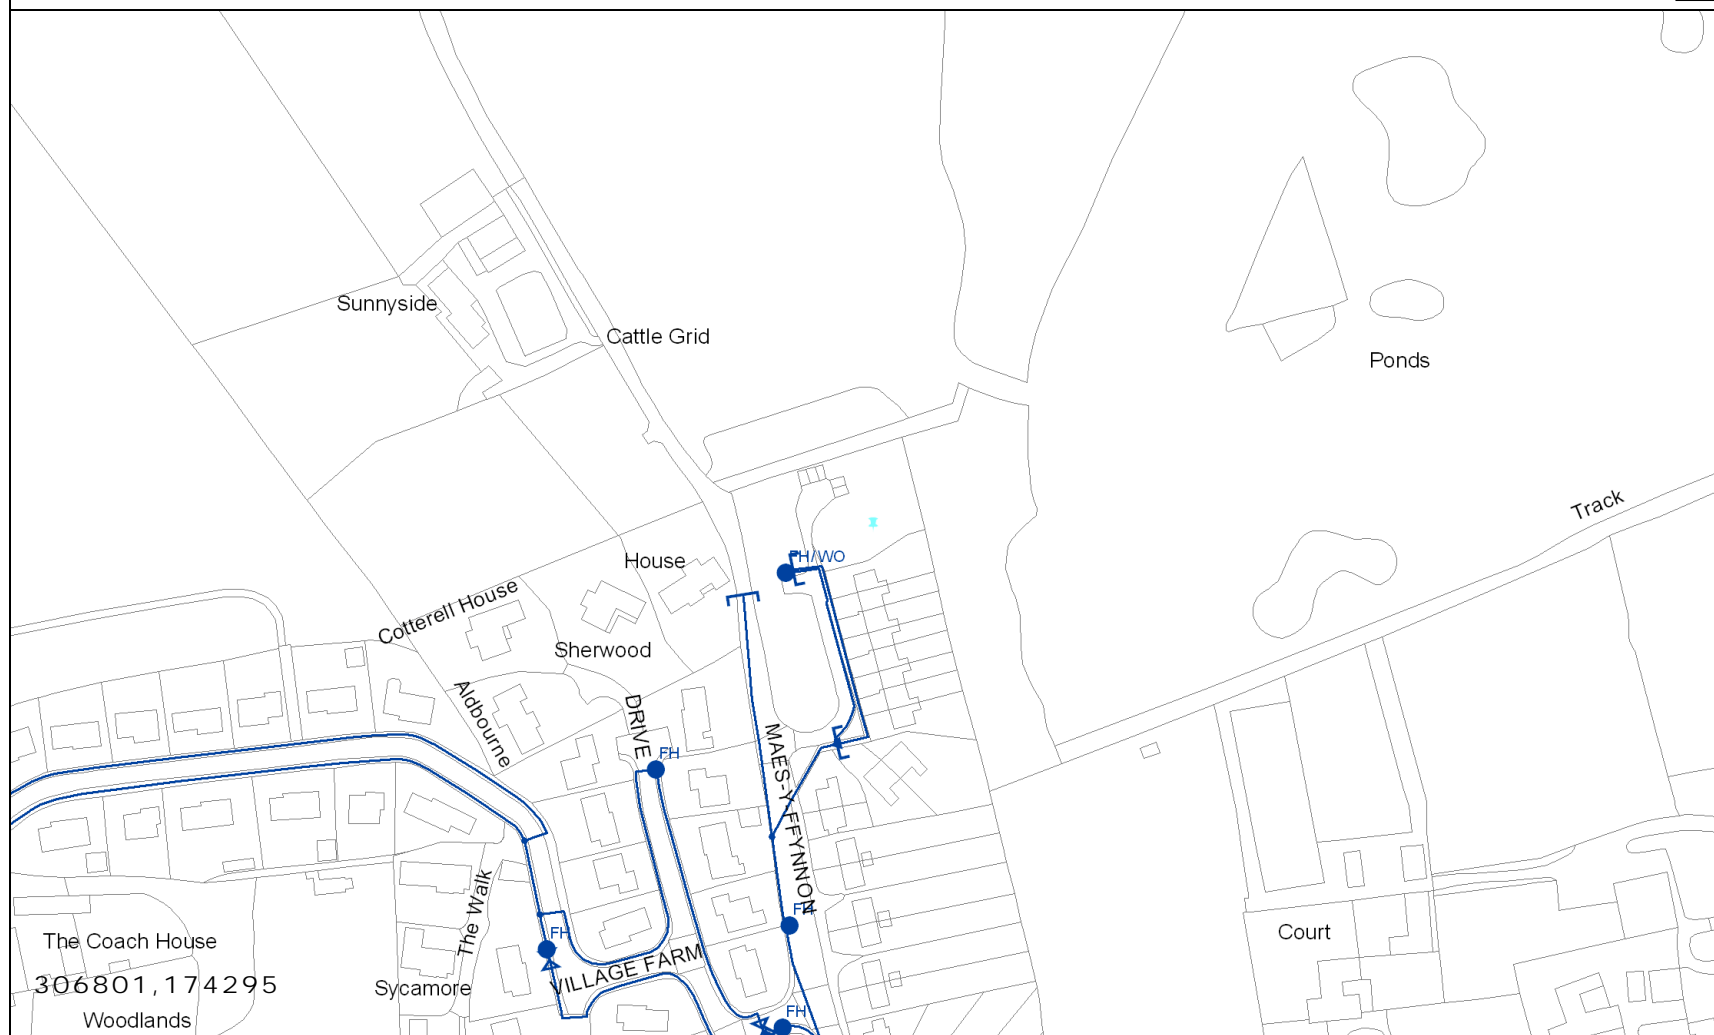 Sunnyside
Cattle Grid
Ponds
Track
FH/WO
House
Cotterell House
Sherwood
Aldbourne
DRIVE
FH
MAES-Y-FFYNNON
The Walk
FH
FH
The Coach House
Court
VILLAGE FARM
306801,174295
Sycamore
FH
Woodlands